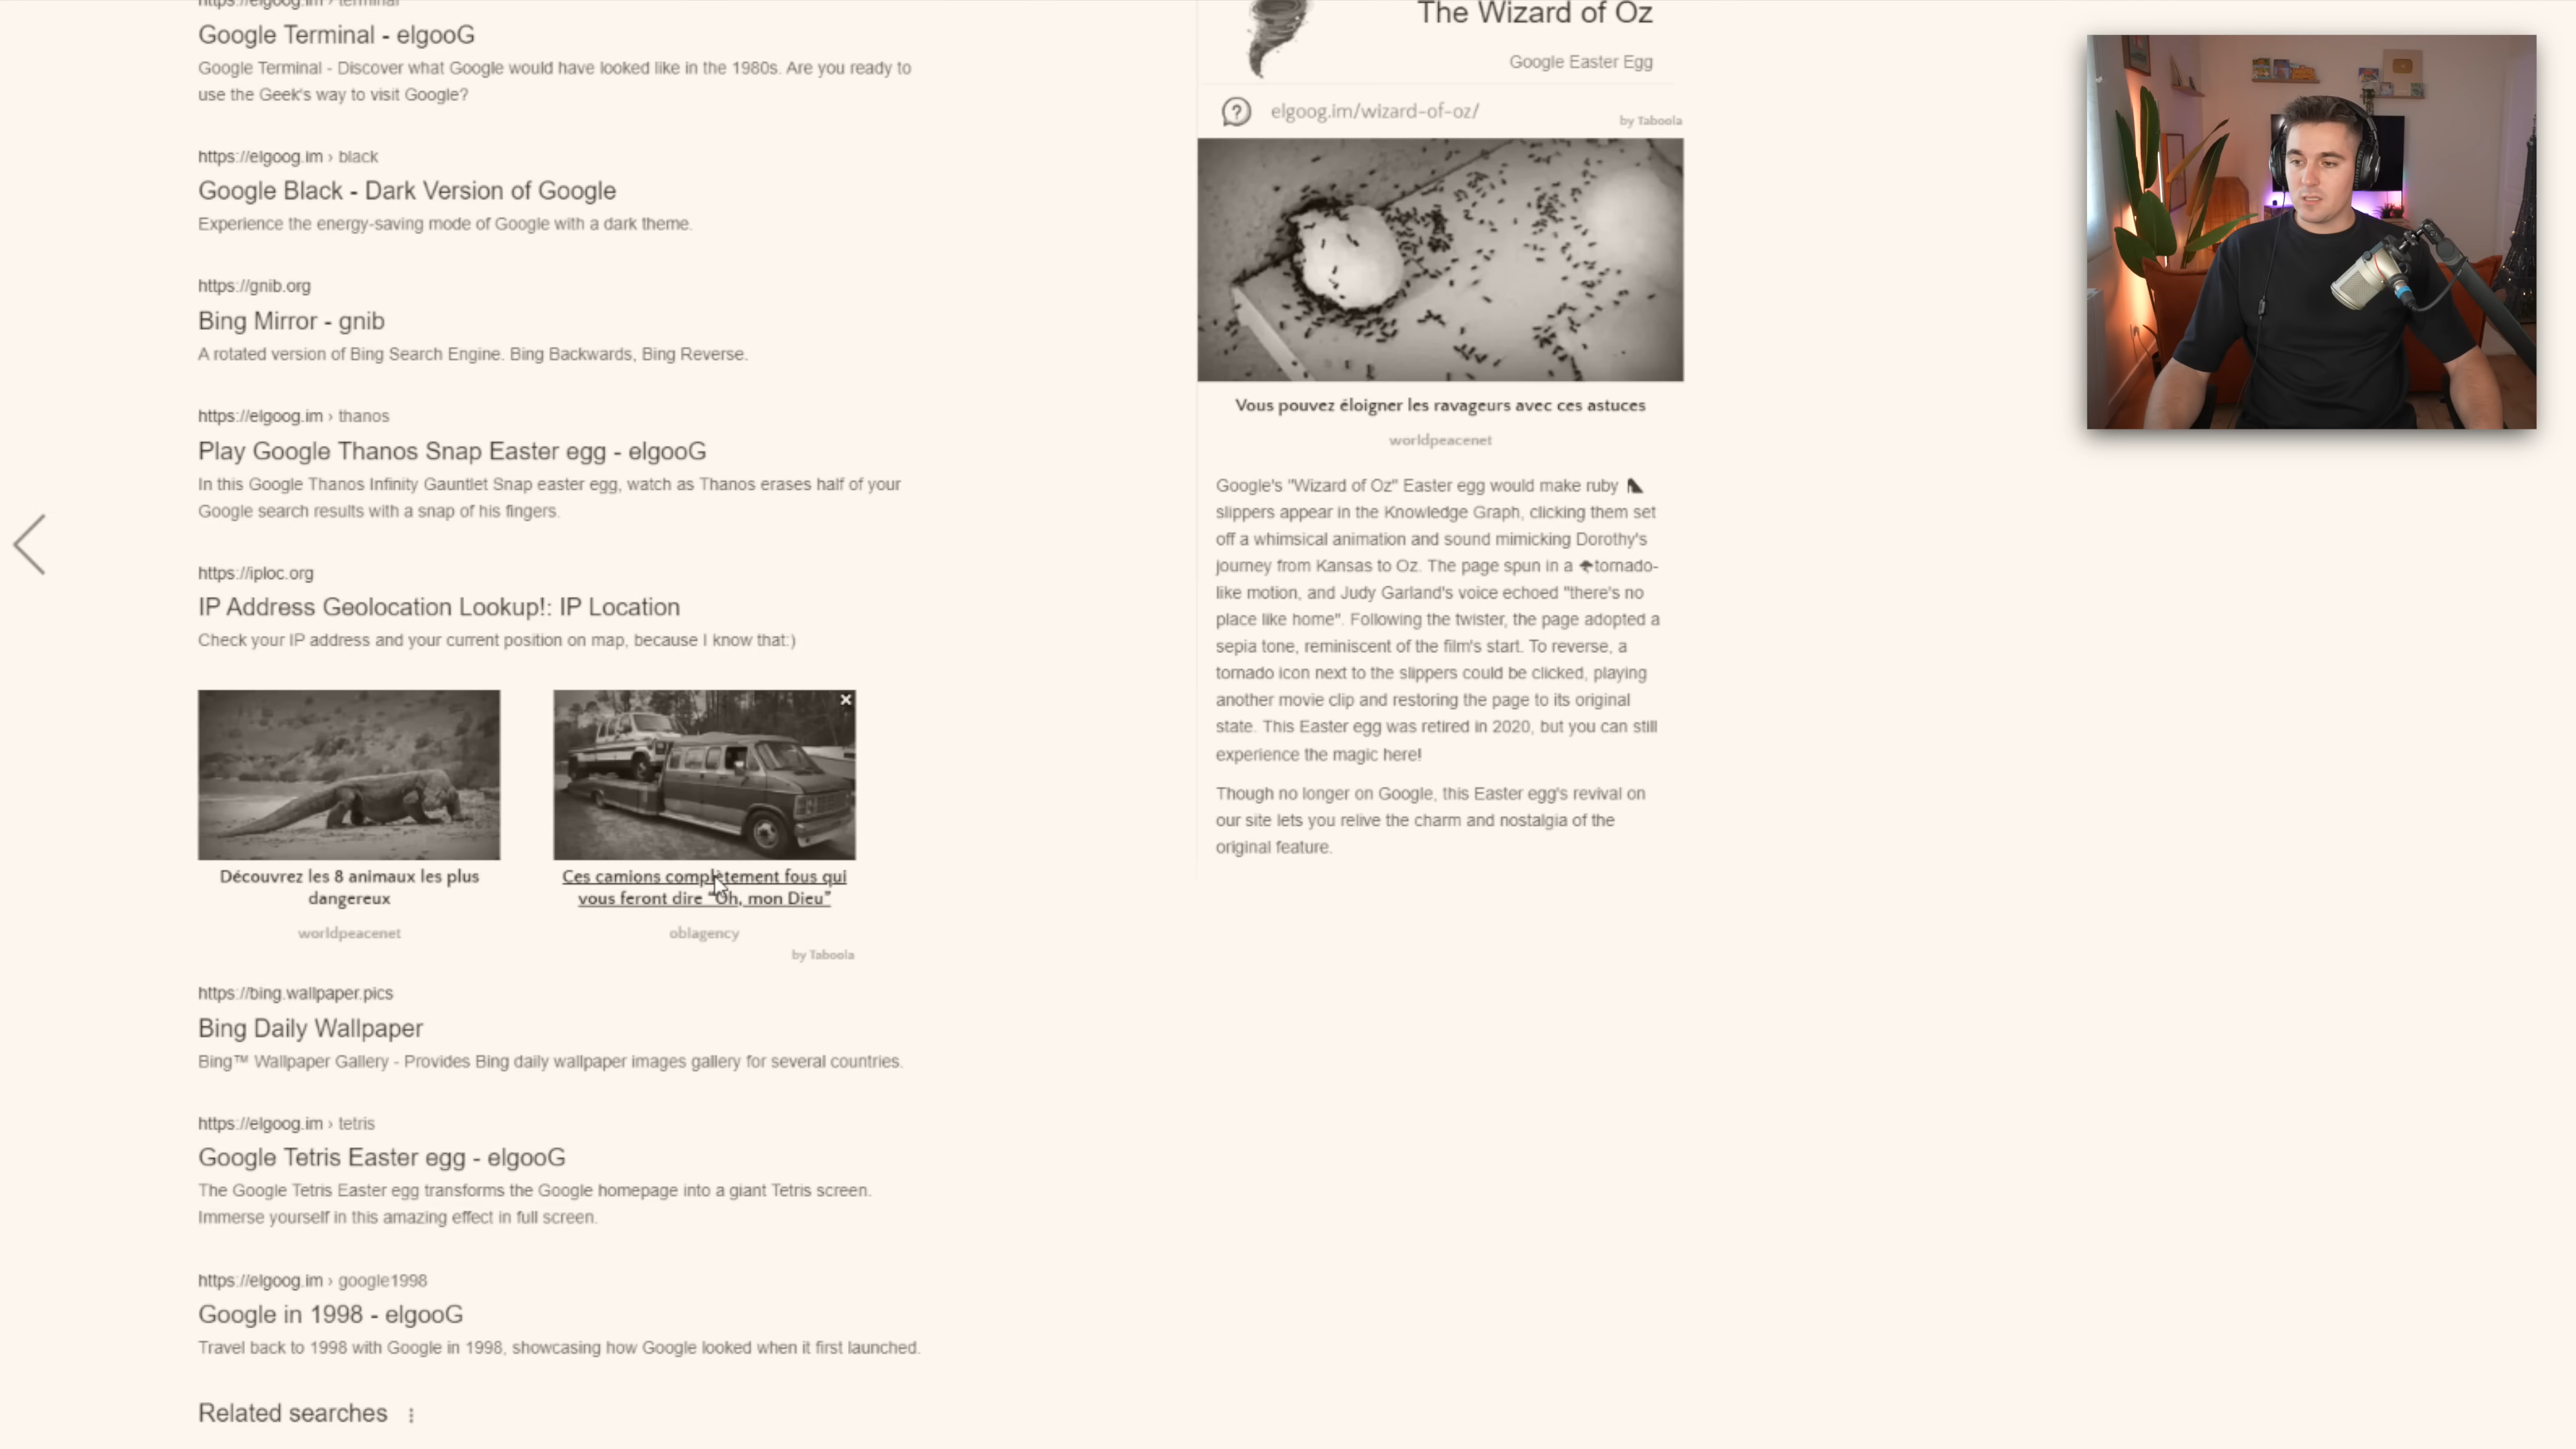 https://elgoog.im › terminal
Google Terminal - elgooG
Google Terminal - Discover what Google would have looked like in the 1980s. Are you ready to
use the Geek's way to visit Google?
https://elgoog.im › black
Google Black - Dark Version of Google
Experience the energy-saving mode of Google with a dark theme.
https://gnib.org
Bing Mirror - gnib
A rotated version of Bing Search Engine. Bing Backwards, Bing Reverse.
https://elgoog.im › thanos
Play Google Thanos Snap Easter egg - elgooG
In this Google Thanos Infinity Gauntlet Snap easter egg, watch as Thanos erases half of your
Google search results with a snap of his fingers.
https://iploc.org
IP Address Geolocation Lookup!: IP Location
Check your IP address and your current position on map, because I know that:)
Découvrez les 8 animaux les plus
dangereux
worldpeacenet
Ces camions complètement fous qui
vous feront dire "Oh, mon Dieu"
oblagency
by Taboola
https://bing.wallpaper.pics
Bing Daily Wallpaper
Bing™ Wallpaper Gallery - Provides Bing daily wallpaper images gallery for several countries.
https://elgoog.im › tetris
Google Tetris Easter egg - elgooG
The Google Tetris Easter egg transforms the Google homepage into a giant Tetris screen.
Immerse yourself in this amazing effect in full screen.
https://elgoog.im › google1998
Google in 1998 - elgooG
Travel back to 1998 with Google in 1998, showcasing how Google looked when it first launched.
Related searches
The Wizard of Oz
Google Easter Egg
elgoog.im/wizard-of-oz/
by Taboola
Vous pouvez éloigner les ravageurs avec ces astuces
worldpeacenet
Google's "Wizard of Oz" Easter egg would make ruby 👠
slippers appear in the Knowledge Graph, clicking them set
off a whimsical animation and sound mimicking Dorothy's
journey from Kansas to Oz. The page spun in a 🌪tornado-
like motion, and Judy Garland's voice echoed "there's no
place like home". Following the twister, the page adopted a
sepia tone, reminiscent of the film's start. To reverse, a
tornado icon next to the slippers could be clicked, playing
another movie clip and restoring the page to its original
state. This Easter egg was retired in 2020, but you can still
experience the magic here!
Though no longer on Google, this Easter egg's revival on
our site lets you relive the charm and nostalgia of the
original feature.